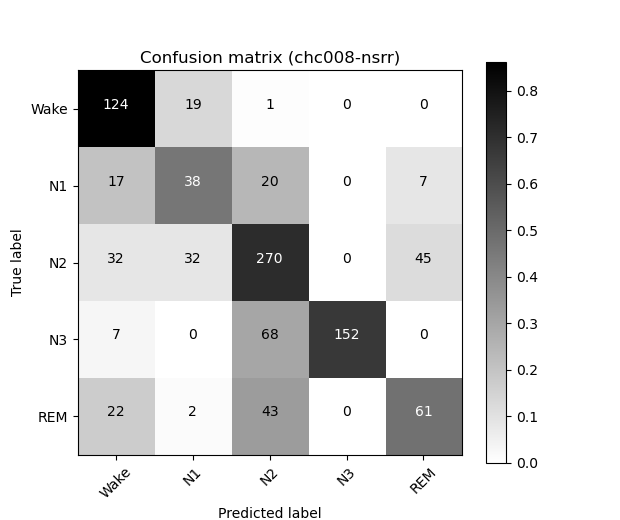 Confusion matrix (chc008-nsrr)
Wake 124 19 1 0 0
N1 17 38 20 0 7
N2 32 32 270 0 45
N3 7 0 68 152 0
REM 22 2 43 0 61
Wake N1 N2 N3 REM
Predicted label
True label
0.8
0.7
0.6
0.5
0.4
0.3
0.2
0.1
0.0